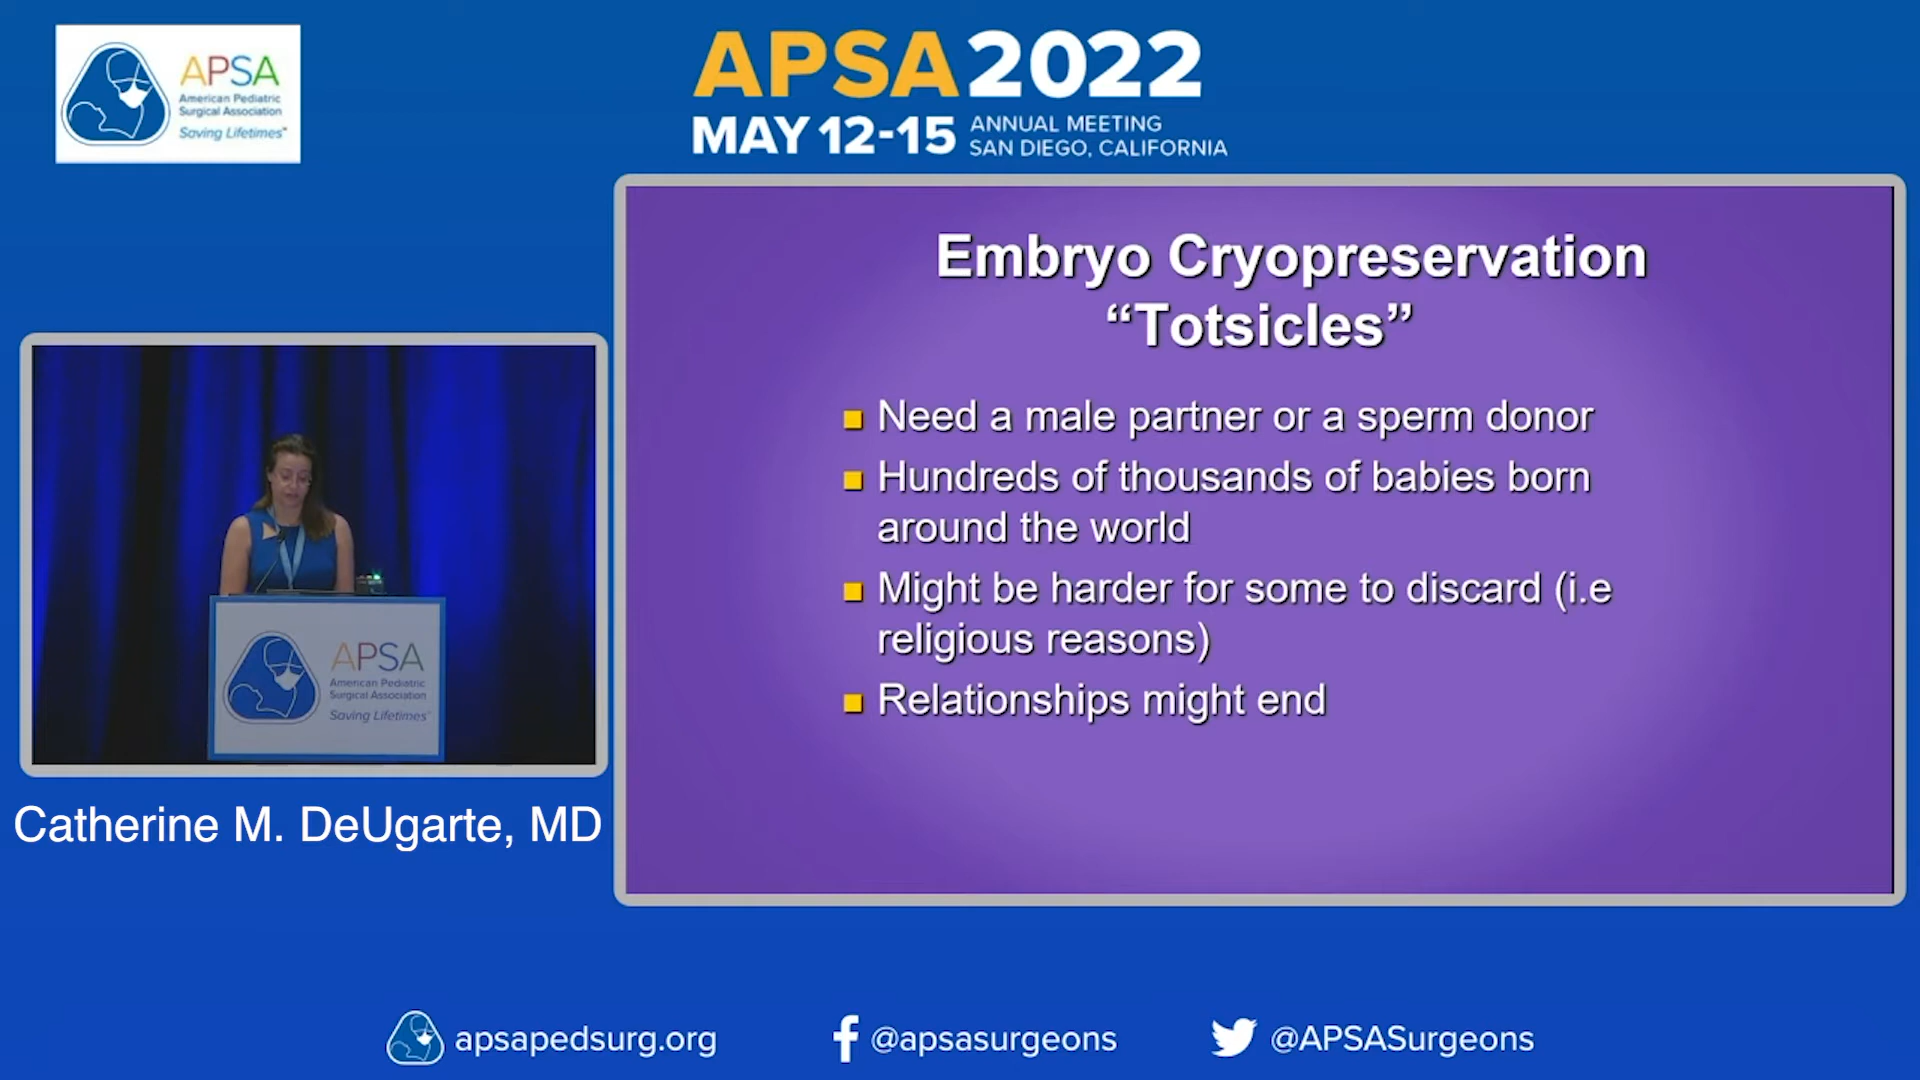 APSA
American Pediatric
Surgical Association
Saving Lifetimes
APSA 2022
MAY 12-15
ANNUAL MEETING
SAN DIEGO, CALIFORNIA
Embryo Cryopreservation
“Totsicles”
Need a male partner or a sperm donor
Hundreds of thousands of babies born
around the world
Might be harder for some to discard (i.e
religious reasons)
Relationships might end
APSA
American Pediatric
Surgical Association
Saving Lifetimes
Catherine M. DeUgarte, MD
apsapedsurg.org
@apsasurgeons
@APSASurgeons